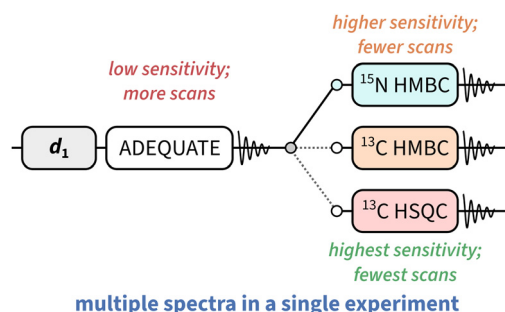 higher sensitivity;
fewer scans
low sensitivity;
more scans
¹⁵N HMBC
d₁
ADEQUATE
¹³C HMBC
¹³C HSQC
highest sensitivity;
fewest scans
multiple spectra in a single experiment